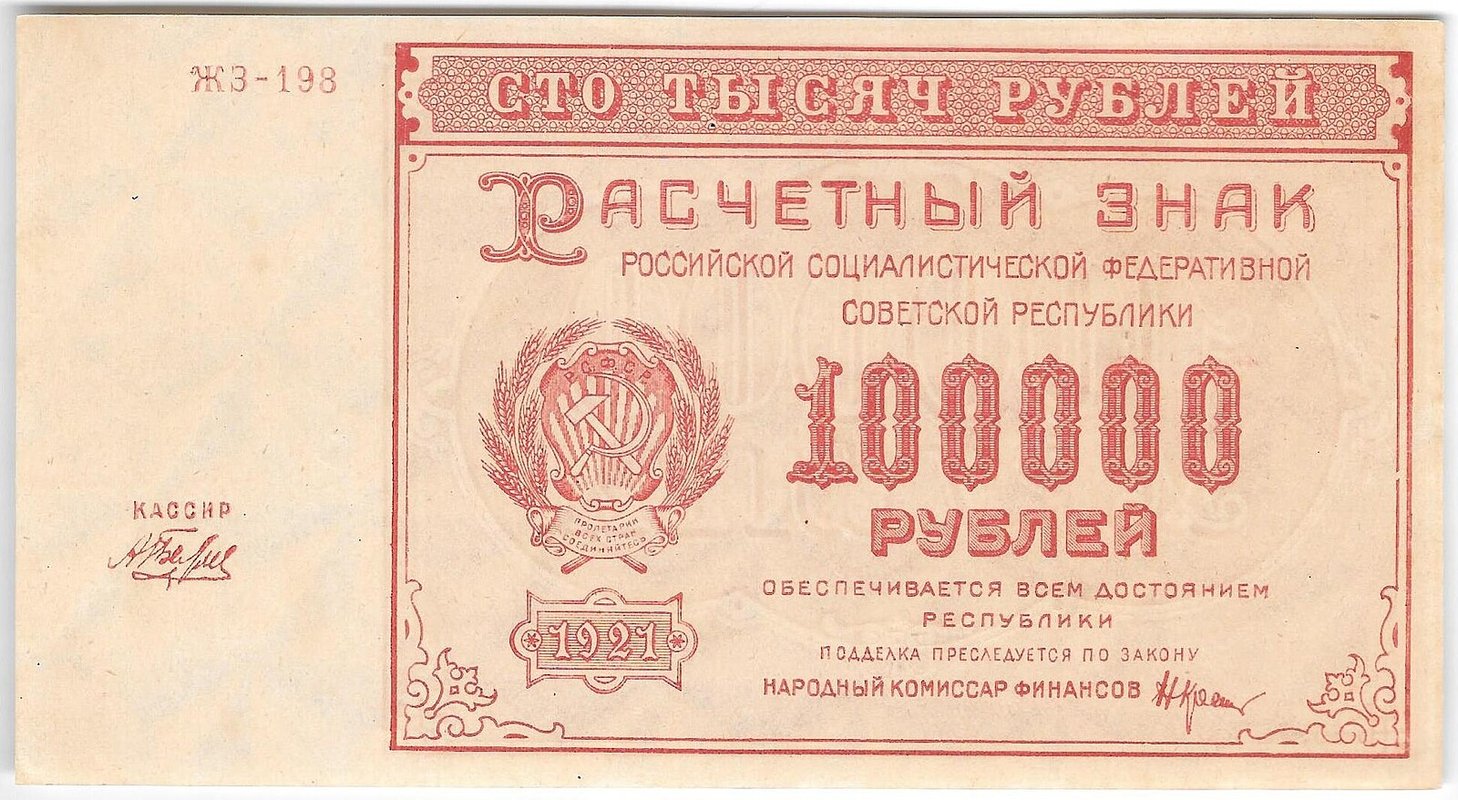 ЖЗ-198
СТО ТЫСЯЧ РУБЛЕЙ
РАСЧЕТНЫЙ ЗНАК
РОССИЙСКОЙ СОЦИАЛИСТИЧЕСКОЙ ФЕДЕРАТИВНОЙ
СОВЕТСКОЙ РЕСПУБЛИКИ
РСФСР
100000
РУБЛЕЙ
ПРОЛЕТАРИИ
ВСЕХ СТРАН
СОЕДИНЯЙТЕСЬ
КАССИР
1921
ОБЕСПЕЧИВАЕТСЯ ВСЕМ ДОСТОЯНИЕМ
РЕСПУБЛИКИ
ПОДДЕЛКА ПРЕСЛЕДУЕТСЯ ПО ЗАКОНУ
НАРОДНЫЙ КОМИССАР ФИНАНСОВ